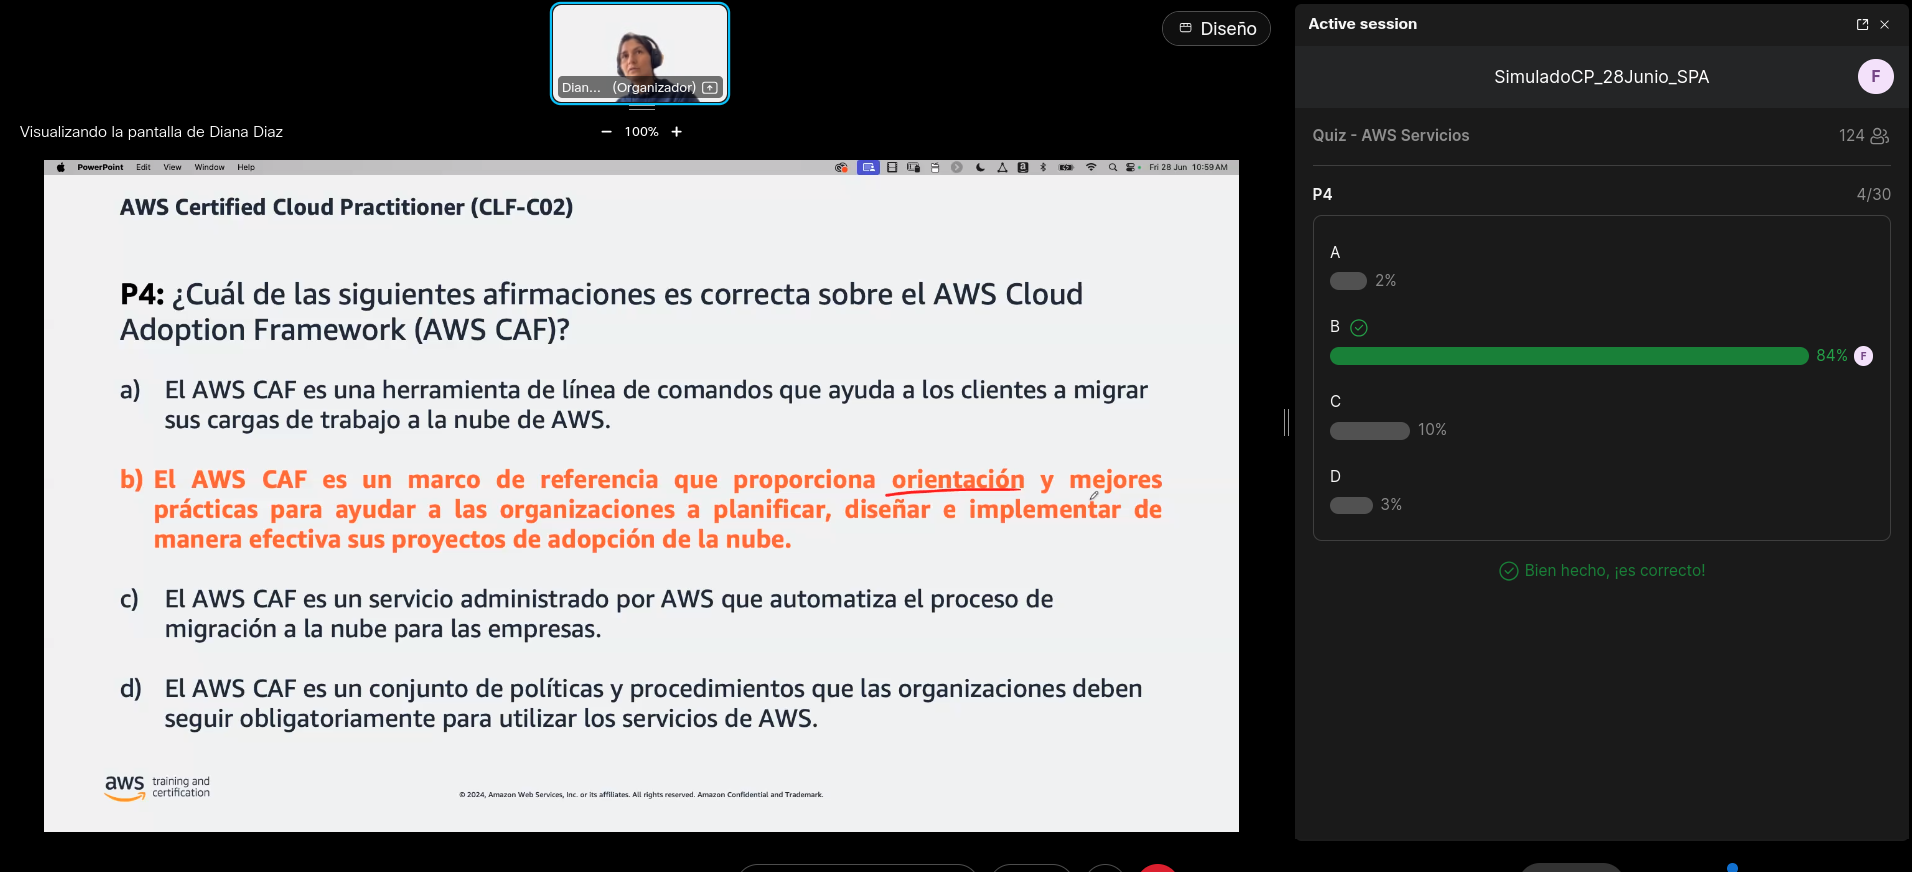 Diseño
Dian... (Organizador)
Visualizando la pantalla de Diana Diaz
− 100% +
PowerPoint Edit View Window Help
Fri 28 Jun 10:59 AM
AWS Certified Cloud Practitioner (CLF-C02)
P4: ¿Cuál de las siguientes afirmaciones es correcta sobre el AWS Cloud
Adoption Framework (AWS CAF)?
a) El AWS CAF es una herramienta de línea de comandos que ayuda a los clientes a migrar
sus cargas de trabajo a la nube de AWS.
b) El AWS CAF es un marco de referencia que proporciona orientación y mejores
prácticas para ayudar a las organizaciones a planificar, diseñar e implementar de
manera efectiva sus proyectos de adopción de la nube.
c) El AWS CAF es un servicio administrado por AWS que automatiza el proceso de
migración a la nube para las empresas.
d) El AWS CAF es un conjunto de políticas y procedimientos que las organizaciones deben
seguir obligatoriamente para utilizar los servicios de AWS.
aws training and
certification
© 2024, Amazon Web Services, Inc. or its affiliates. All rights reserved. Amazon Confidential and Trademark.
Active session
SimuladoCP_28Junio_SPA
F
Quiz - AWS Servicios 124
P4 4/30
A
2%
B
84% F
C
10%
D
3%
Bien hecho, ¡es correcto!